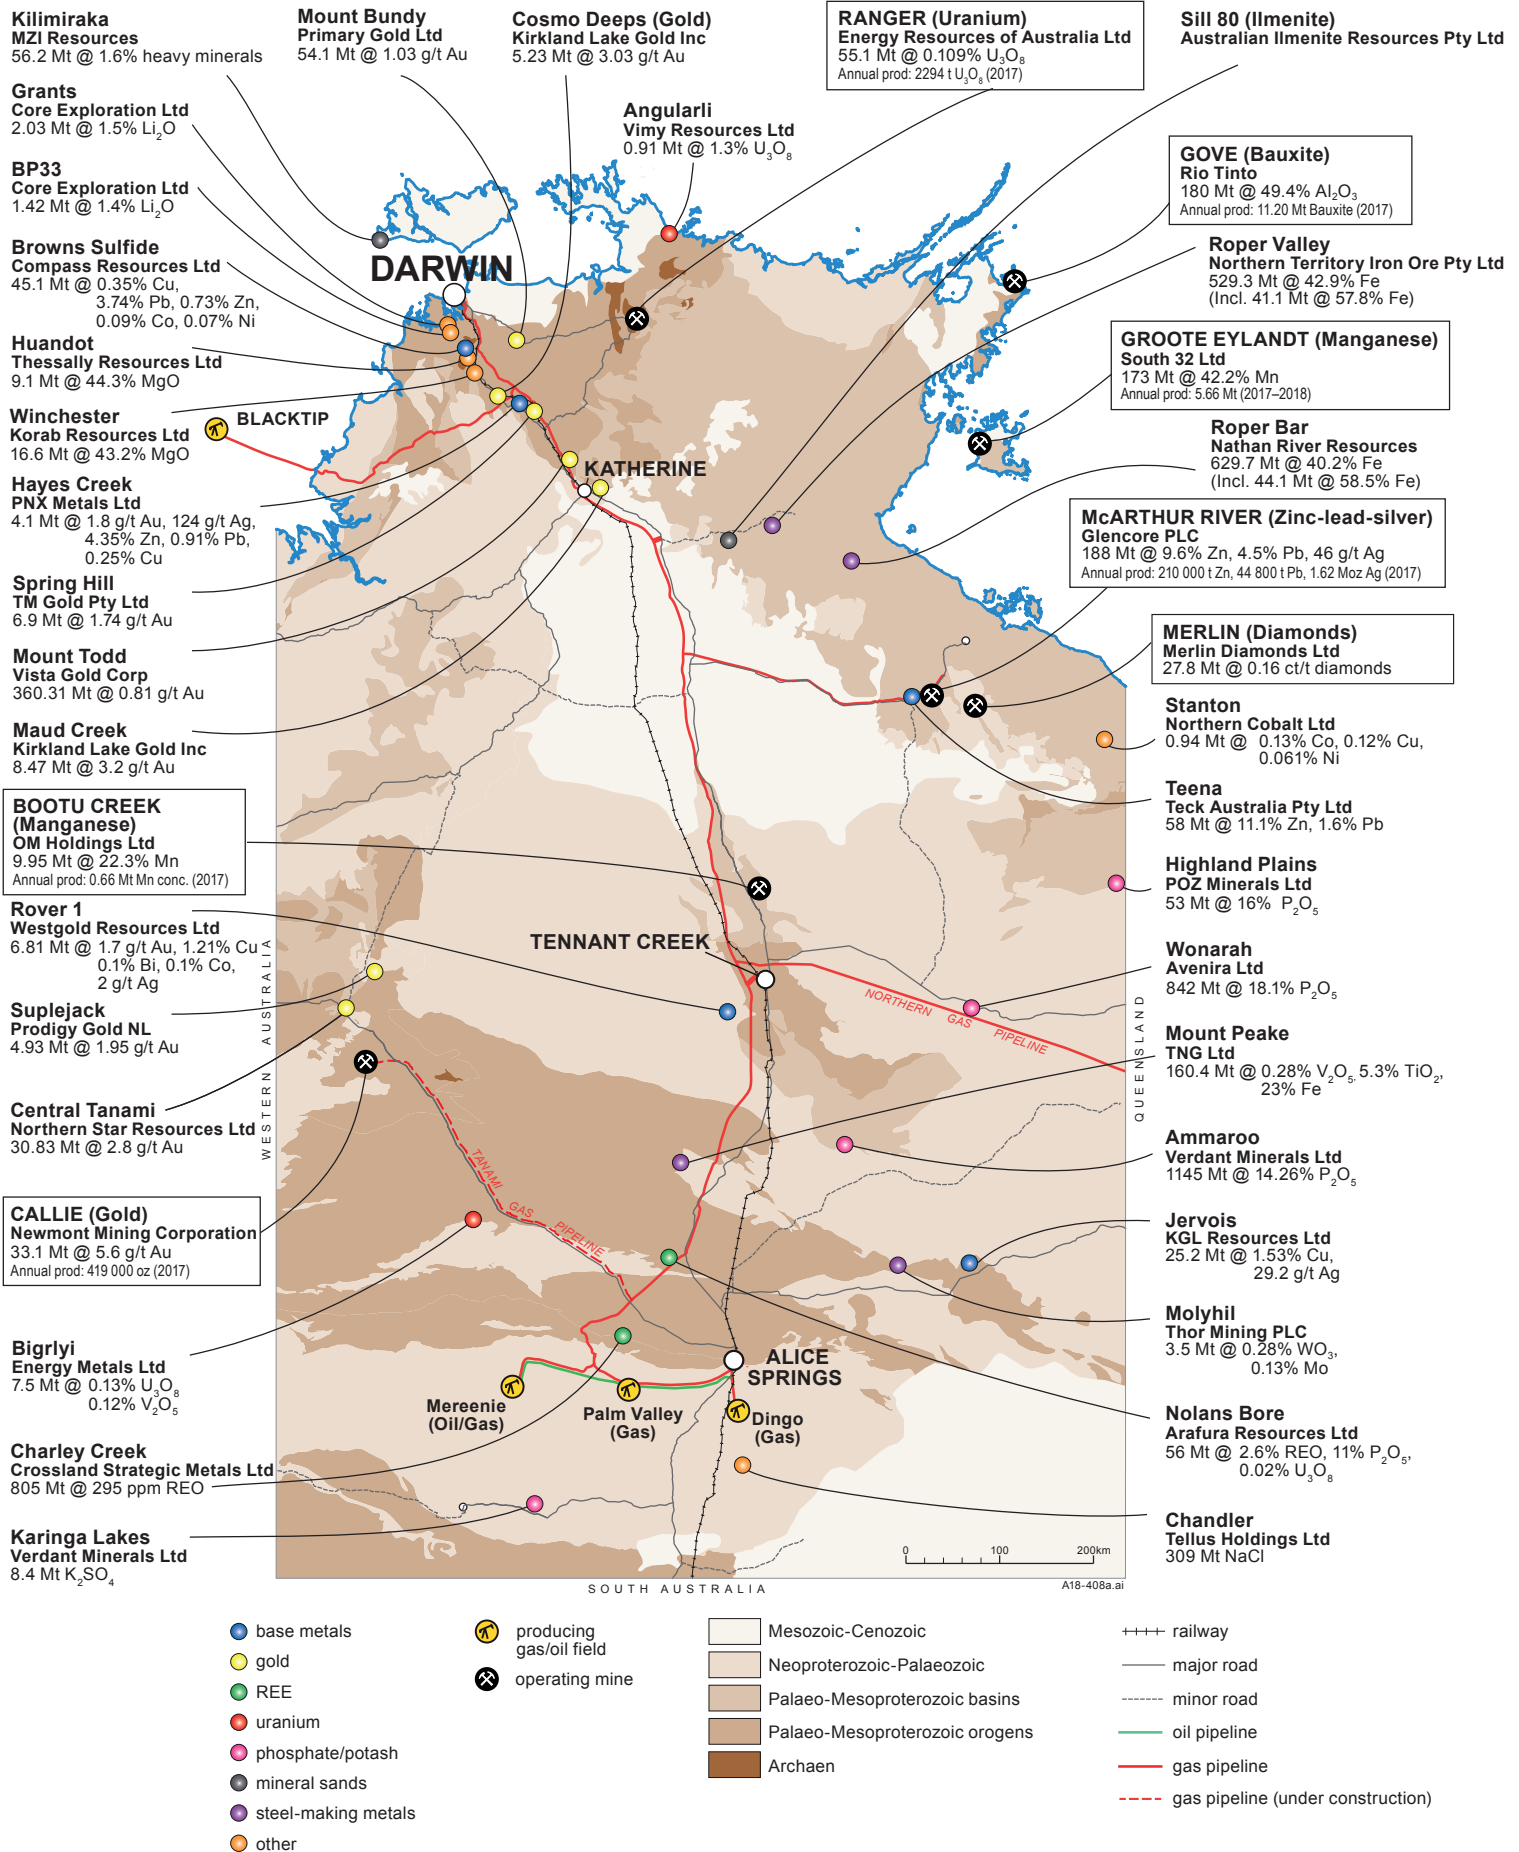 Kilimiraka
MZI Resources
56.2 Mt @ 1.6% heavy minerals
Mount Bundy
Primary Gold Ltd
54.1 Mt @ 1.03 g/t Au
Cosmo Deeps (Gold)
Kirkland Lake Gold Inc
5.23 Mt @ 3.03 g/t Au
RANGER (Uranium)
Energy Resources of Australia Ltd
55.1 Mt @ 0.109% U₃O₈
Annual prod: 2294 t U₃O₈ (2017)
Sill 80 (Ilmenite)
Australian Ilmenite Resources Pty Ltd
Grants
Core Exploration Ltd
2.03 Mt @ 1.5% Li₂O
Angularli
Vimy Resources Ltd
0.91 Mt @ 1.3% U₃O₈
GOVE (Bauxite)
Rio Tinto
180 Mt @ 49.4% Al₂O₃
Annual prod: 11.20 Mt Bauxite (2017)
BP33
Core Exploration Ltd
1.42 Mt @ 1.4% Li₂O
Browns Sulfide
Compass Resources Ltd
45.1 Mt @ 0.35% Cu,
3.74% Pb, 0.73% Zn,
0.09% Co, 0.07% Ni
Roper Valley
Northern Territory Iron Ore Pty Ltd
529.3 Mt @ 42.9% Fe
(Incl. 41.1 Mt @ 57.8% Fe)
DARWIN
Huandot
Thessally Resources Ltd
9.1 Mt @ 44.3% MgO
GROOTE EYLANDT (Manganese)
South 32 Ltd
173 Mt @ 42.2% Mn
Annual prod: 5.66 Mt (2017–2018)
Winchester
Korab Resources Ltd
16.6 Mt @ 43.2% MgO
BLACKTIP
Roper Bar
Nathan River Resources
629.7 Mt @ 40.2% Fe
(Incl. 44.1 Mt @ 58.5% Fe)
KATHERINE
Hayes Creek
PNX Metals Ltd
4.1 Mt @ 1.8 g/t Au, 124 g/t Ag,
4.35% Zn, 0.91% Pb,
0.25% Cu
McARTHUR RIVER (Zinc-lead-silver)
Glencore PLC
188 Mt @ 9.6% Zn, 4.5% Pb, 46 g/t Ag
Annual prod: 210 000 t Zn, 44 800 t Pb, 1.62 Moz Ag (2017)
Spring Hill
TM Gold Pty Ltd
6.9 Mt @ 1.74 g/t Au
MERLIN (Diamonds)
Merlin Diamonds Ltd
27.8 Mt @ 0.16 ct/t diamonds
Mount Todd
Vista Gold Corp
360.31 Mt @ 0.81 g/t Au
Stanton
Northern Cobalt Ltd
0.94 Mt @ 0.13% Co, 0.12% Cu,
0.061% Ni
Maud Creek
Kirkland Lake Gold Inc
8.47 Mt @ 3.2 g/t Au
Teena
Teck Australia Pty Ltd
58 Mt @ 11.1% Zn, 1.6% Pb
BOOTU CREEK
(Manganese)
OM Holdings Ltd
9.95 Mt @ 22.3% Mn
Annual prod: 0.66 Mt Mn conc. (2017)
Highland Plains
POZ Minerals Ltd
53 Mt @ 16% P₂O₅
Rover 1
Westgold Resources Ltd
6.81 Mt @ 1.7 g/t Au, 1.21% Cu
0.1% Bi, 0.1% Co,
2 g/t Ag
TENNANT CREEK
Wonarah
Avenira Ltd
842 Mt @ 18.1% P₂O₅
NORTHERN GAS PIPELINE
WESTERN AUSTRALIA
QUEENSLAND
Suplejack
Prodigy Gold NL
4.93 Mt @ 1.95 g/t Au
Mount Peake
TNG Ltd
160.4 Mt @ 0.28% V₂O₅, 5.3% TiO₂,
23% Fe
Central Tanami
Northern Star Resources Ltd
30.83 Mt @ 2.8 g/t Au
Ammaroo
Verdant Minerals Ltd
1145 Mt @ 14.26% P₂O₅
TANAMI GAS PIPELINE
CALLIE (Gold)
Newmont Mining Corporation
33.1 Mt @ 5.6 g/t Au
Annual prod: 419 000 oz (2017)
Jervois
KGL Resources Ltd
25.2 Mt @ 1.53% Cu,
29.2 g/t Ag
Molyhil
Thor Mining PLC
3.5 Mt @ 0.28% WO₃,
0.13% Mo
Bigrlyi
Energy Metals Ltd
7.5 Mt @ 0.13% U₃O₈
0.12% V₂O₅
ALICE
SPRINGS
Mereenie
(Oil/Gas)
Palm Valley
(Gas)
Dingo
(Gas)
Nolans Bore
Arafura Resources Ltd
56 Mt @ 2.6% REO, 11% P₂O₅,
0.02% U₃O₈
Charley Creek
Crossland Strategic Metals Ltd
805 Mt @ 295 ppm REO
Chandler
Tellus Holdings Ltd
309 Mt NaCl
Karinga Lakes
Verdant Minerals Ltd
8.4 Mt K₂SO₄
0 100 200km
SOUTH AUSTRALIA
A18-408a.ai
base metals
gold
REE
uranium
phosphate/potash
mineral sands
steel-making metals
other
producing
gas/oil field
operating mine
Mesozoic-Cenozoic
Neoproterozoic-Palaeozoic
Palaeo-Mesoproterozoic basins
Palaeo-Mesoproterozoic orogens
Archaen
railway
major road
minor road
oil pipeline
gas pipeline
gas pipeline (under construction)